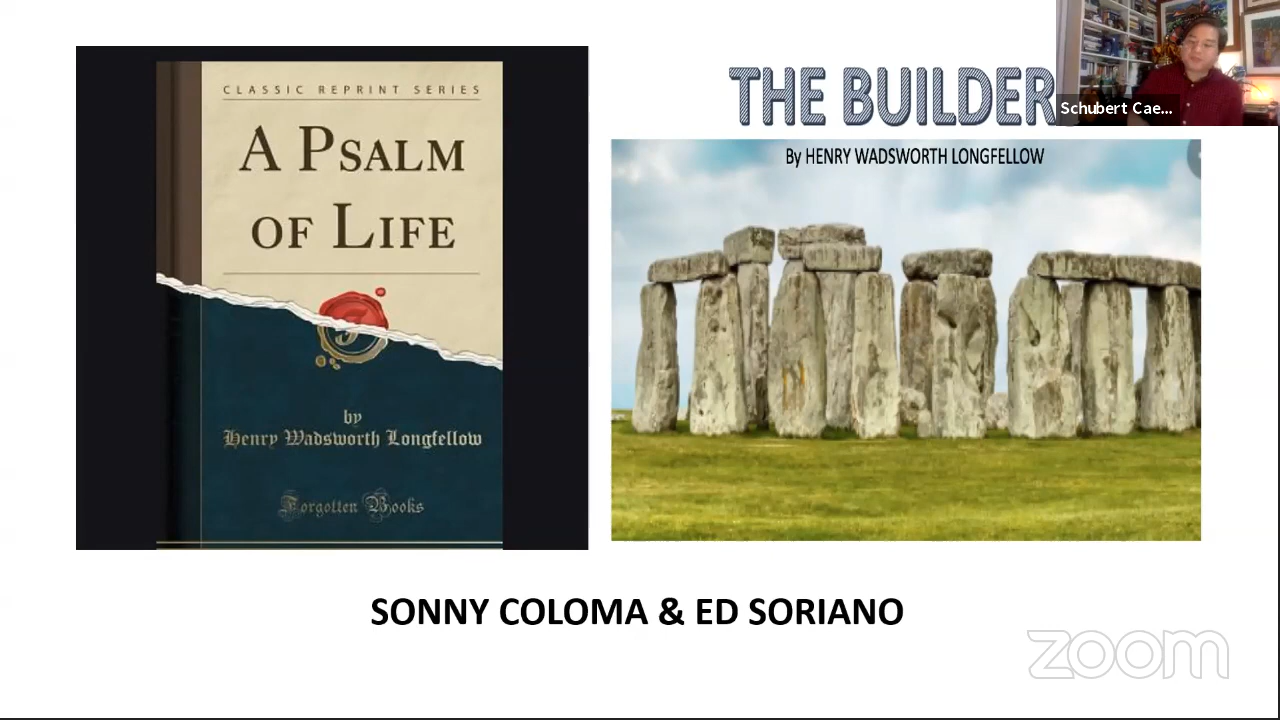 CLASSIC REPRINT SERIES
A PSALM
OF LIFE
by
Henry Wadsworth Longfellow
Forgotten Books
THE BUILDER
By HENRY WADSWORTH LONGFELLOW
Schubert Cae...
SONNY COLOMA & ED SORIANO
zoom